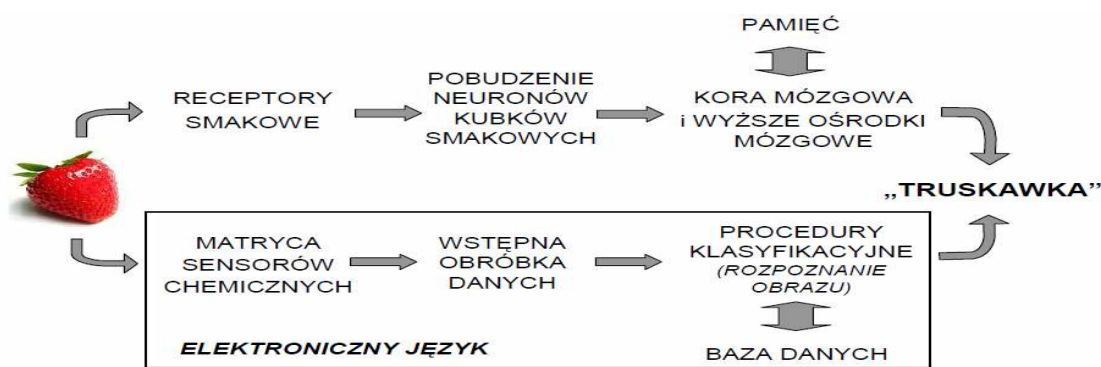 PAMIĘĆ
RECEPTORY
SMAKOWE
POBUDZENIE
NEURONÓW
KUBKÓW
SMAKOWYCH
KORA MÓZGOWA
i WYŻSZE OŚRODKI
MÓZGOWE
„TRUSKAWKA”
MATRYCA
SENSORÓW
CHEMICZNYCH
WSTĘPNA
OBRÓBKA
DANYCH
PROCEDURY
KLASYFIKACYJNE
(ROZPOZNANIE
OBRAZU)
BAZA DANYCH
ELEKTRONICZNY JĘZYK